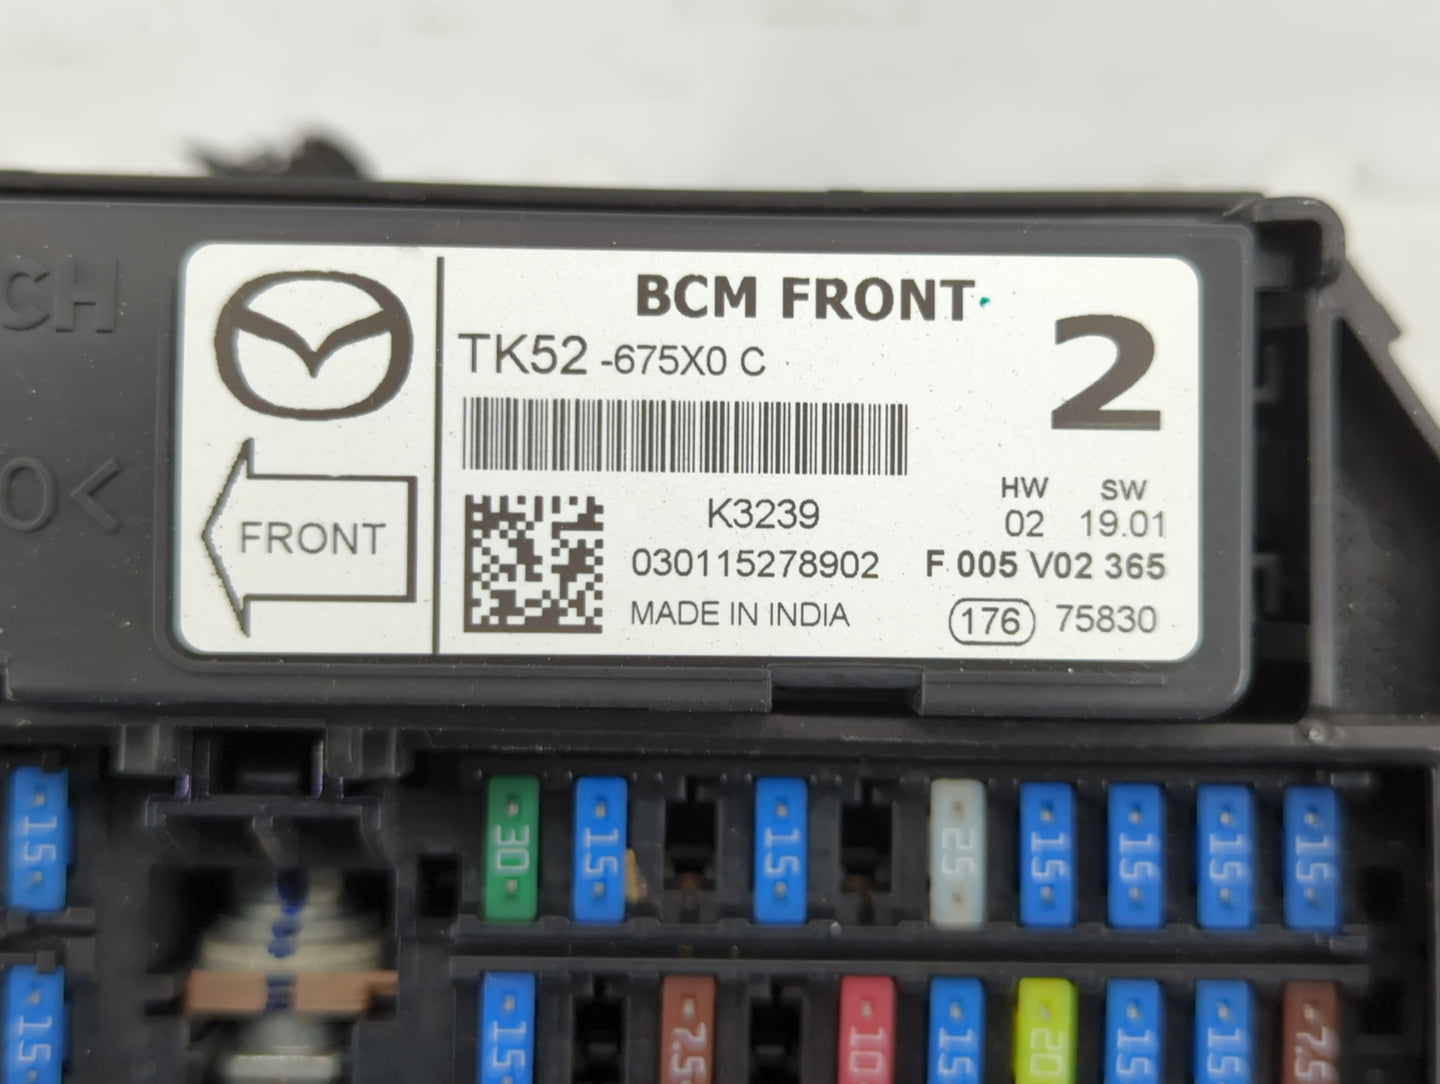 CH
O<
BCM FRONT
TK52 -675X0 C
2
FRONT
K3239
HW SW
02 19.01
030115278902
F 005 V02 365
MADE IN INDIA
176 75830
15 30 15 15 25 15 15 15 15
15 15 7.5 10 15 20 15 15 7.5